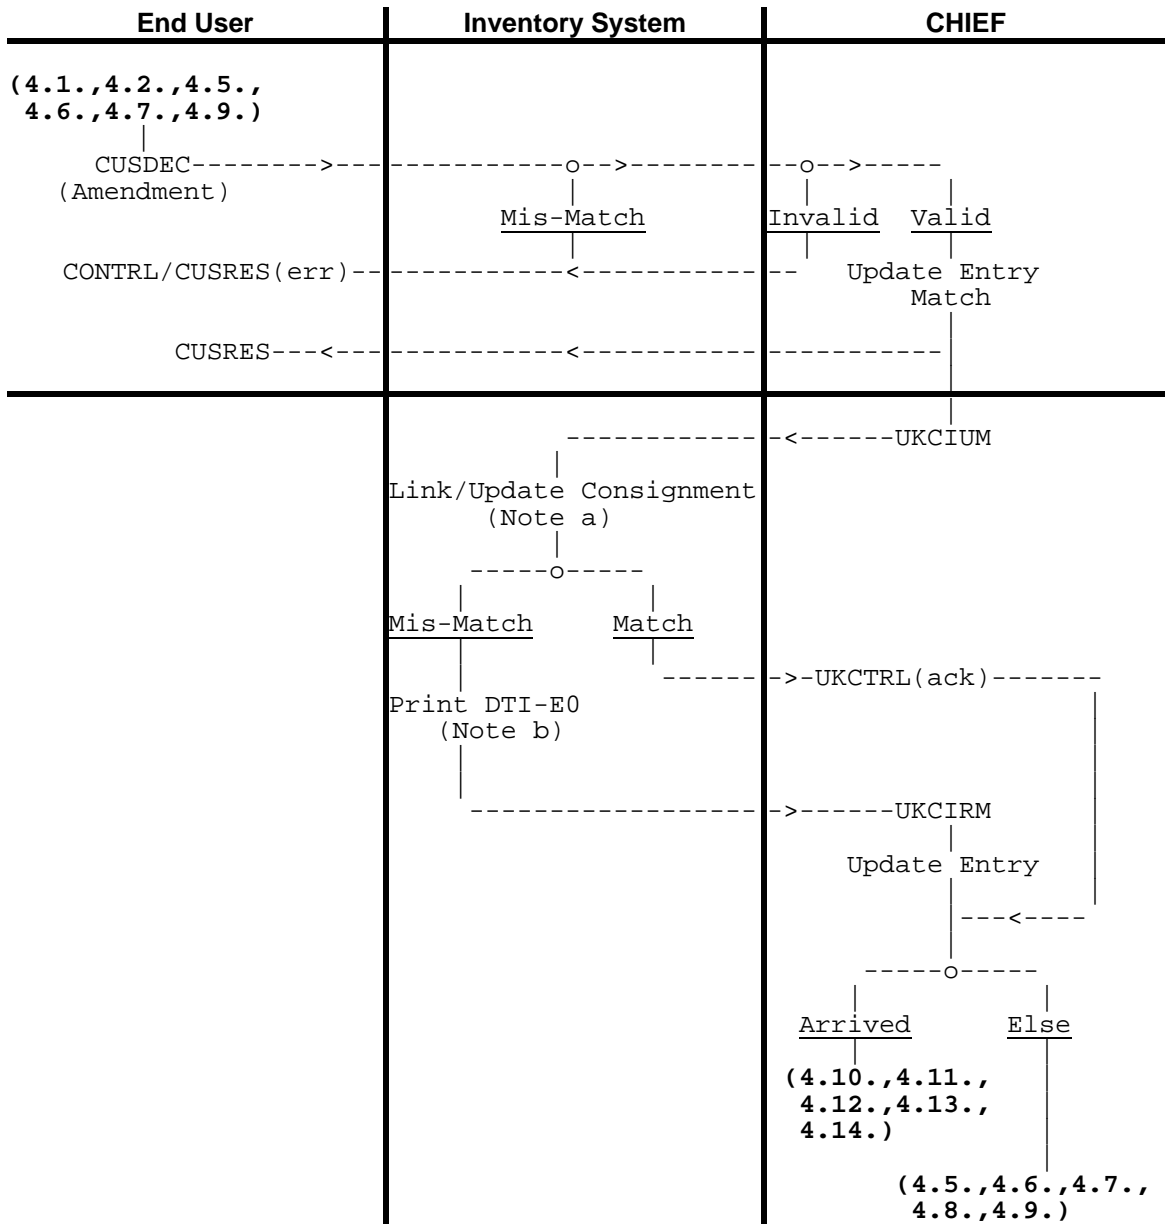 End User Inventory System CHIEF
(4.1.,4.2.,4.5.,
4.6.,4.7.,4.9.)
|
CUSDEC-------->--- --------------o-->-------- --o-->-----
(Amendment) | | |
Mis-Match Invalid Valid
| | |
CONTRL/CUSRES(err)-- ------------<----------- -- Update Entry
Match
|
CUSRES---<--- ------------<----------- -----------|
|
|
------------ -<------UKCIUM
|
Link/Update Consignment
(Note a)
|
-----o-----
| |
Mis-Match Match
| |
| ------ ->-UKCTRL(ack)-------
Print DTI-E0 |
(Note b) |
| |
| |
------------------ ->------UKCIRM |
| |
Update Entry |
| |
|---<----
|
-----o-----
| |
Arrived Else
| |
(4.10.,4.11., |
4.12.,4.13., |
4.14.) |
|
(4.5.,4.6.,4.7.,
4.8.,4.9.)